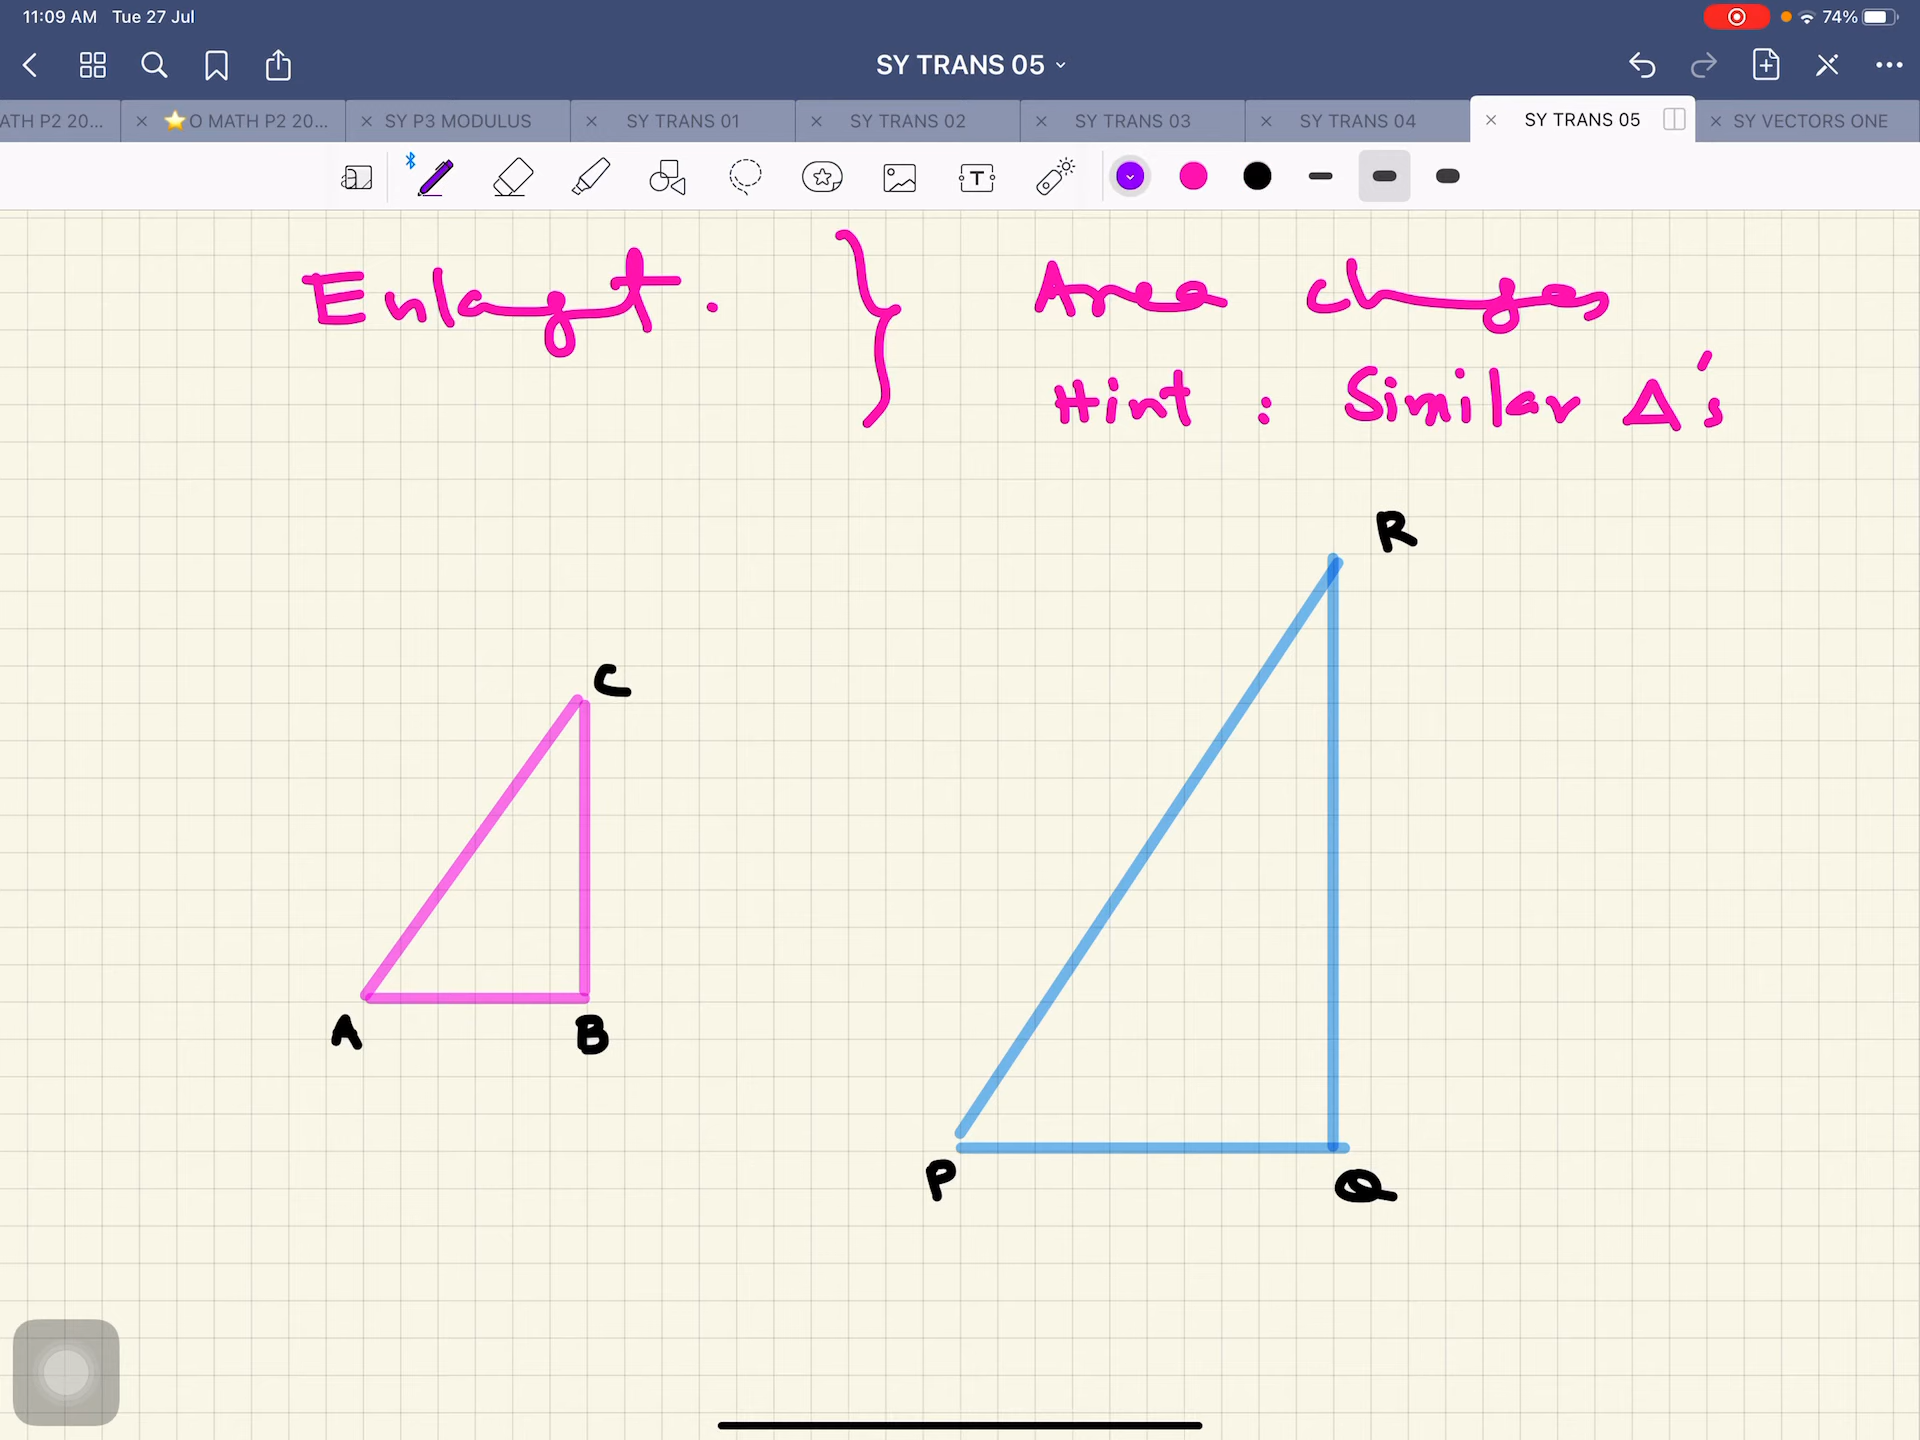 11:09 AM Tue 27 Jul
74%
SY TRANS 05
ATH P2 20...
⭐O MATH P2 20...
SY P3 MODULUS
SY TRANS 01
SY TRANS 02
SY TRANS 03
SY TRANS 04
SY TRANS 05
SY VECTORS ONE
Enlagt. } Area chges
Hint : Similar Δ's
R
C
A B
P Q